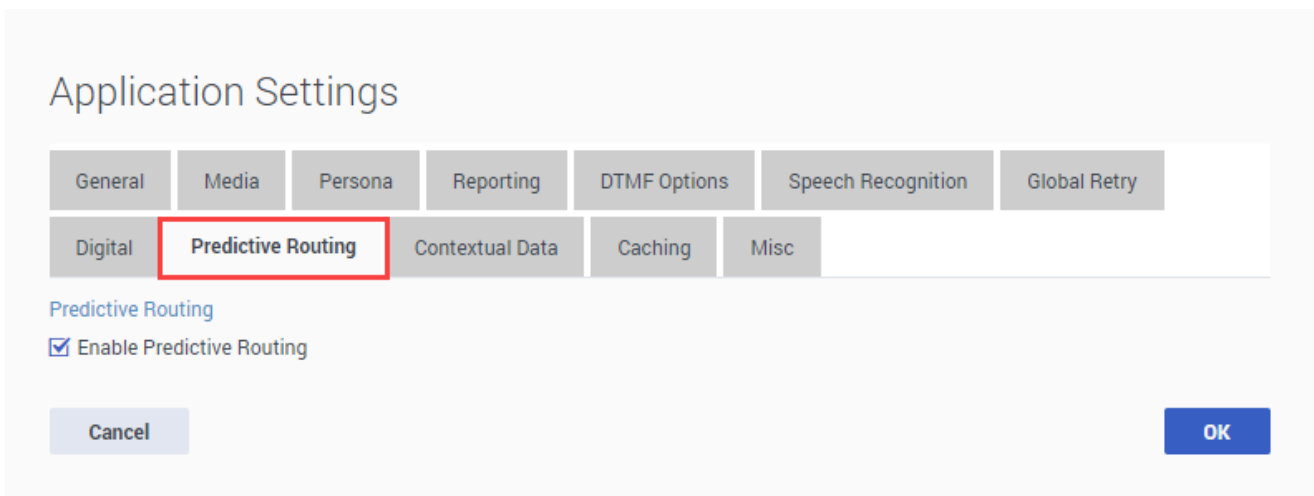 Application Settings
General Media Persona Reporting DTMF Options Speech Recognition Global Retry
Digital Predictive Routing Contextual Data Caching Misc
Predictive Routing
Enable Predictive Routing
Cancel OK